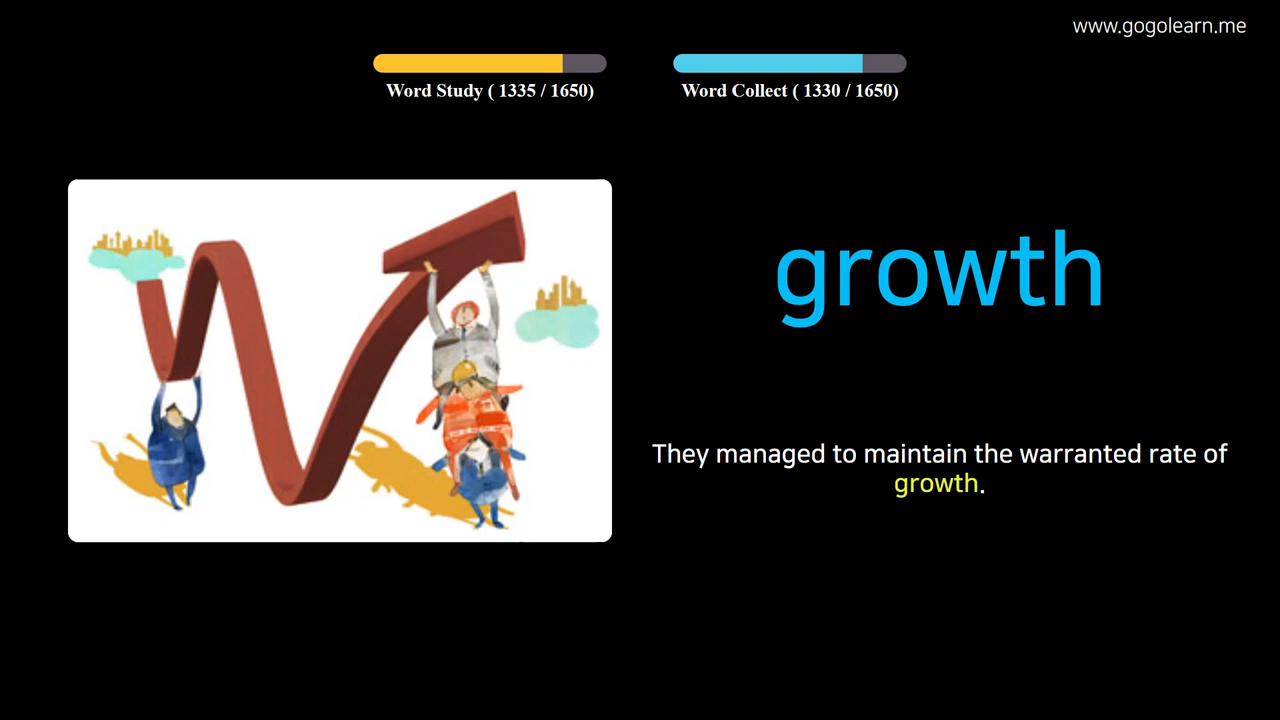 www.gogolearn.me
Word Study ( 1335 / 1650)
Word Collect ( 1330 / 1650)
growth
They managed to maintain the warranted rate of
growth.